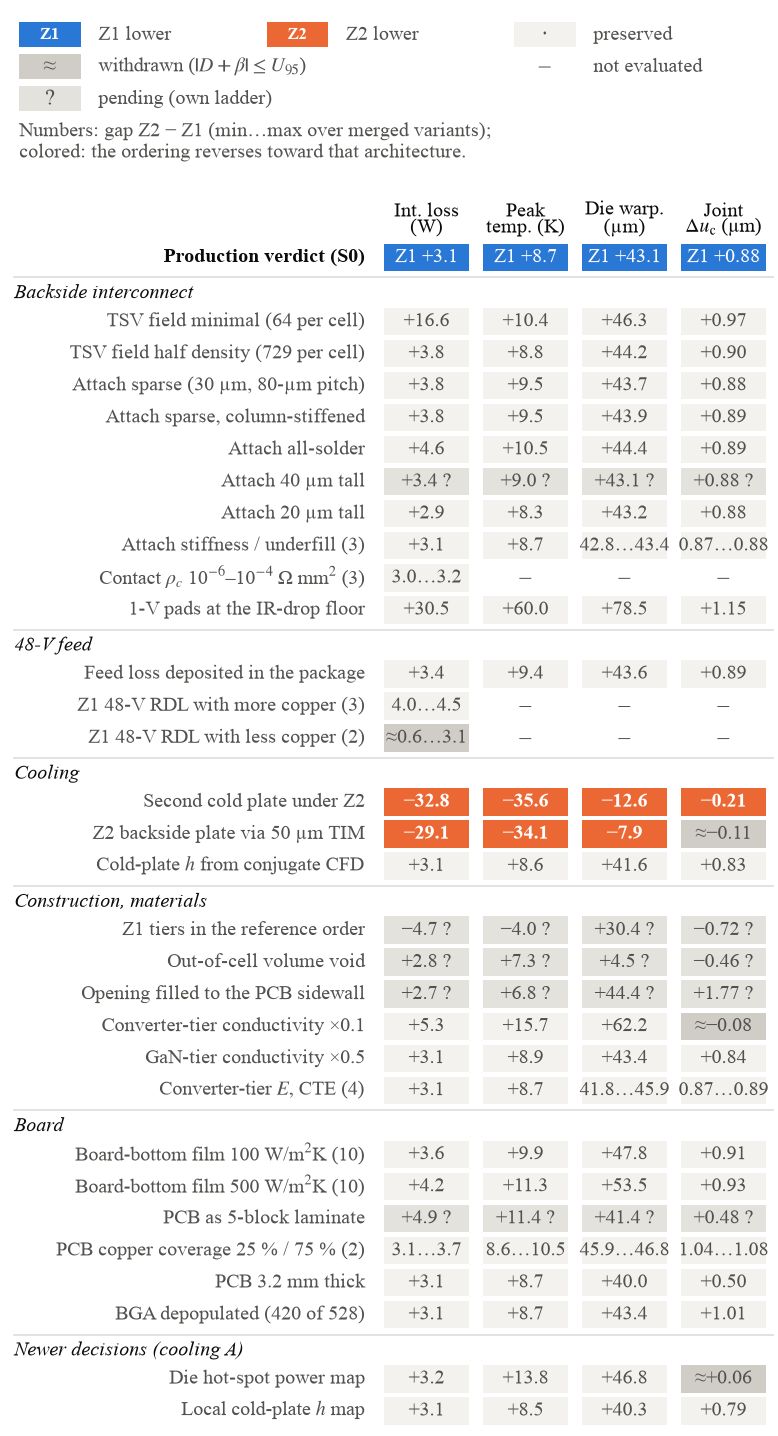 Z1 Z1 lower Z2 Z2 lower · preserved
≈ withdrawn (|D + β| ≤ U95) – not evaluated
? pending (own ladder)
Numbers: gap Z2 − Z1 (min…max over merged variants);
colored: the ordering reverses toward that architecture.
Int. loss (W) Peak temp. (K) Die warp. (µm) Joint Δuc (µm)
Production verdict (S0) Z1 +3.1 Z1 +8.7 Z1 +43.1 Z1 +0.88
Backside interconnect
TSV field minimal (64 per cell) +16.6 +10.4 +46.3 +0.97
TSV field half density (729 per cell) +3.8 +8.8 +44.2 +0.90
Attach sparse (30 µm, 80-µm pitch) +3.8 +9.5 +43.7 +0.88
Attach sparse, column-stiffened +3.8 +9.5 +43.9 +0.89
Attach all-solder +4.6 +10.5 +44.4 +0.89
Attach 40 µm tall +3.4 ? +9.0 ? +43.1 ? +0.88 ?
Attach 20 µm tall +2.9 +8.3 +43.2 +0.88
Attach stiffness / underfill (3) +3.1 +8.7 42.8…43.4 0.87…0.88
Contact ρc 10⁻⁶–10⁻⁴ Ω mm² (3) 3.0…3.2 – – –
1-V pads at the IR-drop floor +30.5 +60.0 +78.5 +1.15
48-V feed
Feed loss deposited in the package +3.4 +9.4 +43.6 +0.89
Z1 48-V RDL with more copper (3) 4.0…4.5 – – –
Z1 48-V RDL with less copper (2) ≈0.6…3.1 – – –
Cooling
Second cold plate under Z2 −32.8 −35.6 −12.6 −0.21
Z2 backside plate via 50 µm TIM −29.1 −34.1 −7.9 ≈−0.11
Cold-plate h from conjugate CFD +3.1 +8.6 +41.6 +0.83
Construction, materials
Z1 tiers in the reference order −4.7 ? −4.0 ? +30.4 ? −0.72 ?
Out-of-cell volume void +2.8 ? +7.3 ? +4.5 ? −0.46 ?
Opening filled to the PCB sidewall +2.7 ? +6.8 ? +44.4 ? +1.77 ?
Converter-tier conductivity ×0.1 +5.3 +15.7 +62.2 ≈−0.08
GaN-tier conductivity ×0.5 +3.1 +8.9 +43.4 +0.84
Converter-tier E, CTE (4) +3.1 +8.7 41.8…45.9 0.87…0.89
Board
Board-bottom film 100 W/m²K (10) +3.6 +9.9 +47.8 +0.91
Board-bottom film 500 W/m²K (10) +4.2 +11.3 +53.5 +0.93
PCB as 5-block laminate +4.9 ? +11.4 ? +41.4 ? +0.48 ?
PCB copper coverage 25 % / 75 % (2) 3.1…3.7 8.6…10.5 45.9…46.8 1.04…1.08
PCB 3.2 mm thick +3.1 +8.7 +40.0 +0.50
BGA depopulated (420 of 528) +3.1 +8.7 +43.4 +1.01
Newer decisions (cooling A)
Die hot-spot power map +3.2 +13.8 +46.8 ≈+0.06
Local cold-plate h map +3.1 +8.5 +40.3 +0.79